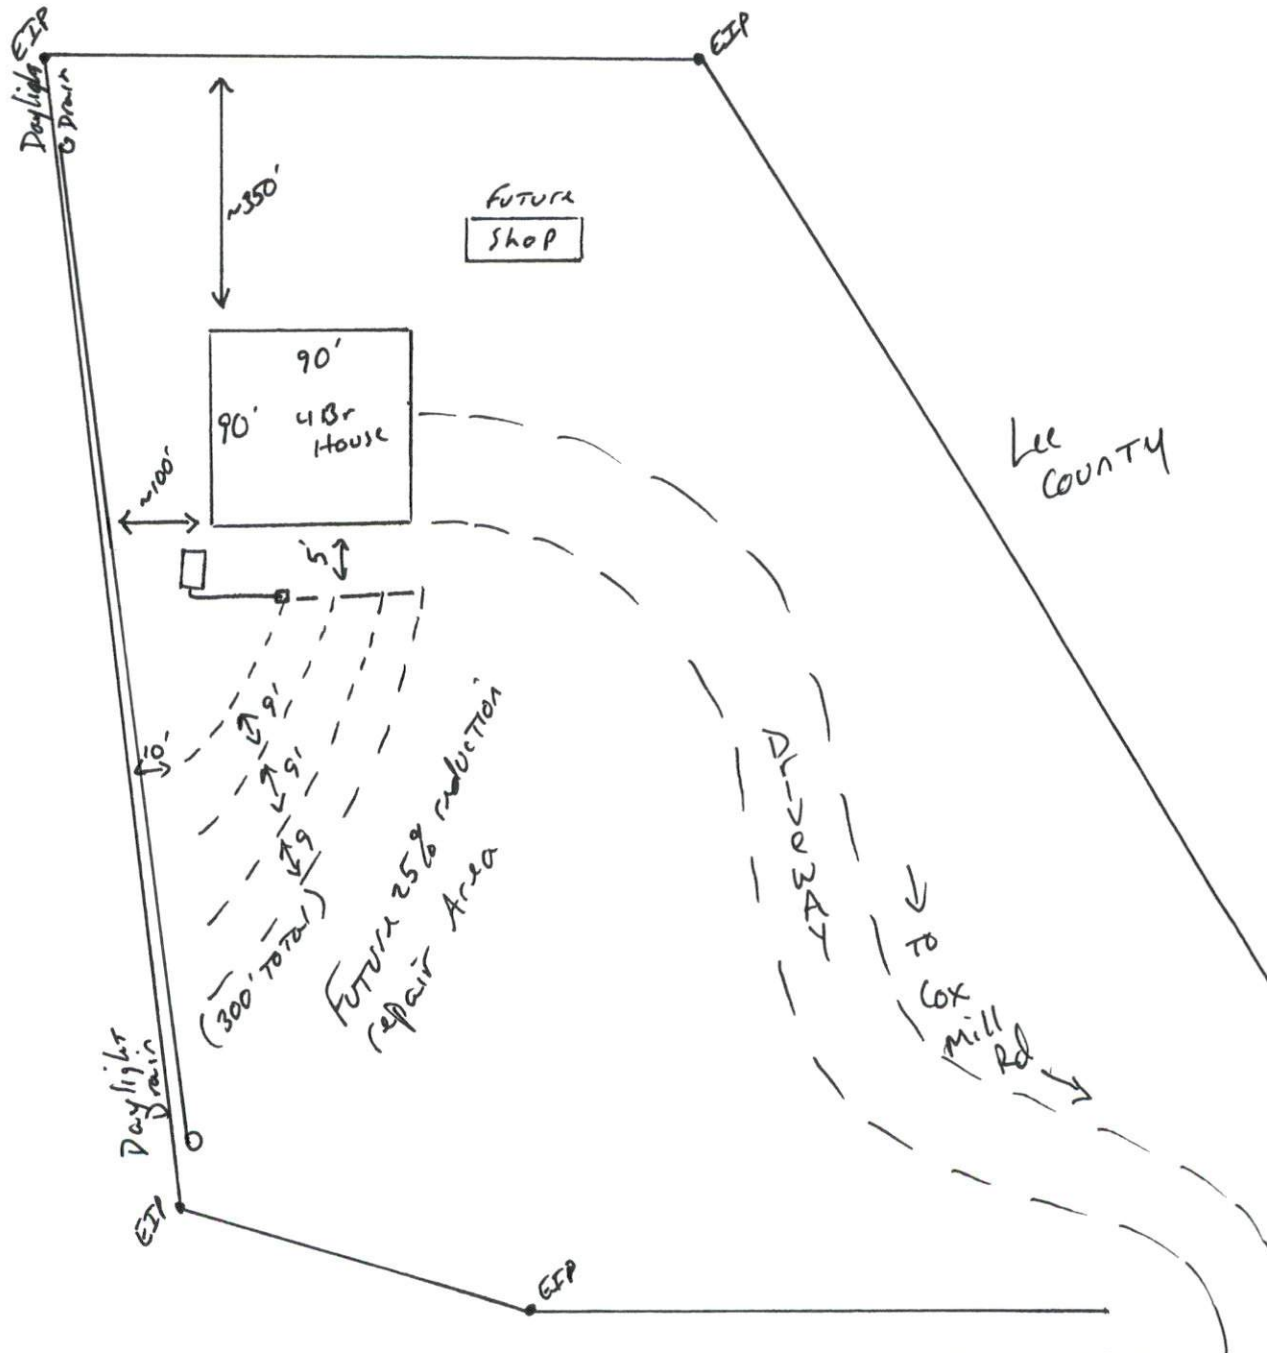 EIP
EIP
Daylight
Drain
~350'
Future
Shop
90'
90'
4Br
House
~100'
5'
Lee
County
10'
9'
9'
9
(300' TOTAL)
Future 25% reduction
repair Area
Driveway
To
Cox
Mill
Rd
Daylight
Drain
EIP
EIP